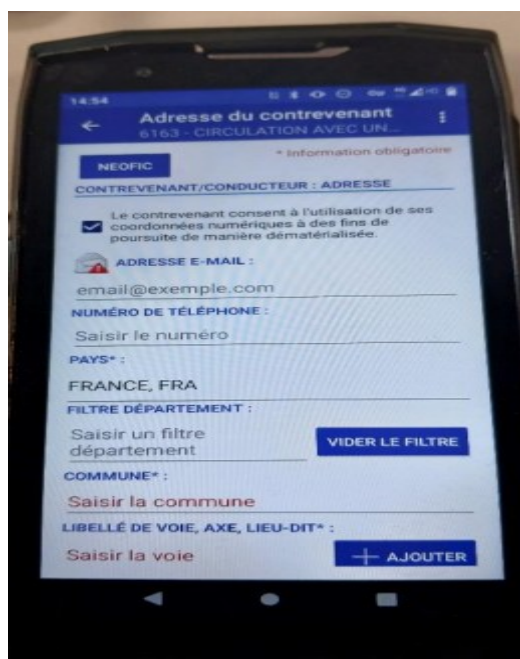 14:54
Adresse du contrevenant
6163 - CIRCULATION AVEC UN...
* Information obligatoire
NEOFIC
CONTREVENANT/CONDUCTEUR : ADRESSE
Le contrevenant consent à l'utilisation de ses
coordonnées numériques à des fins de
poursuite de manière dématérialisée.
ADRESSE E-MAIL :
email@exemple.com
NUMÉRO DE TÉLÉPHONE :
Saisir le numéro
PAYS* :
FRANCE, FRA
FILTRE DÉPARTEMENT :
Saisir un filtre
département
VIDER LE FILTRE
COMMUNE* :
Saisir la commune
LIBELLÉ DE VOIE, AXE, LIEU-DIT* :
Saisir la voie
+ AJOUTER